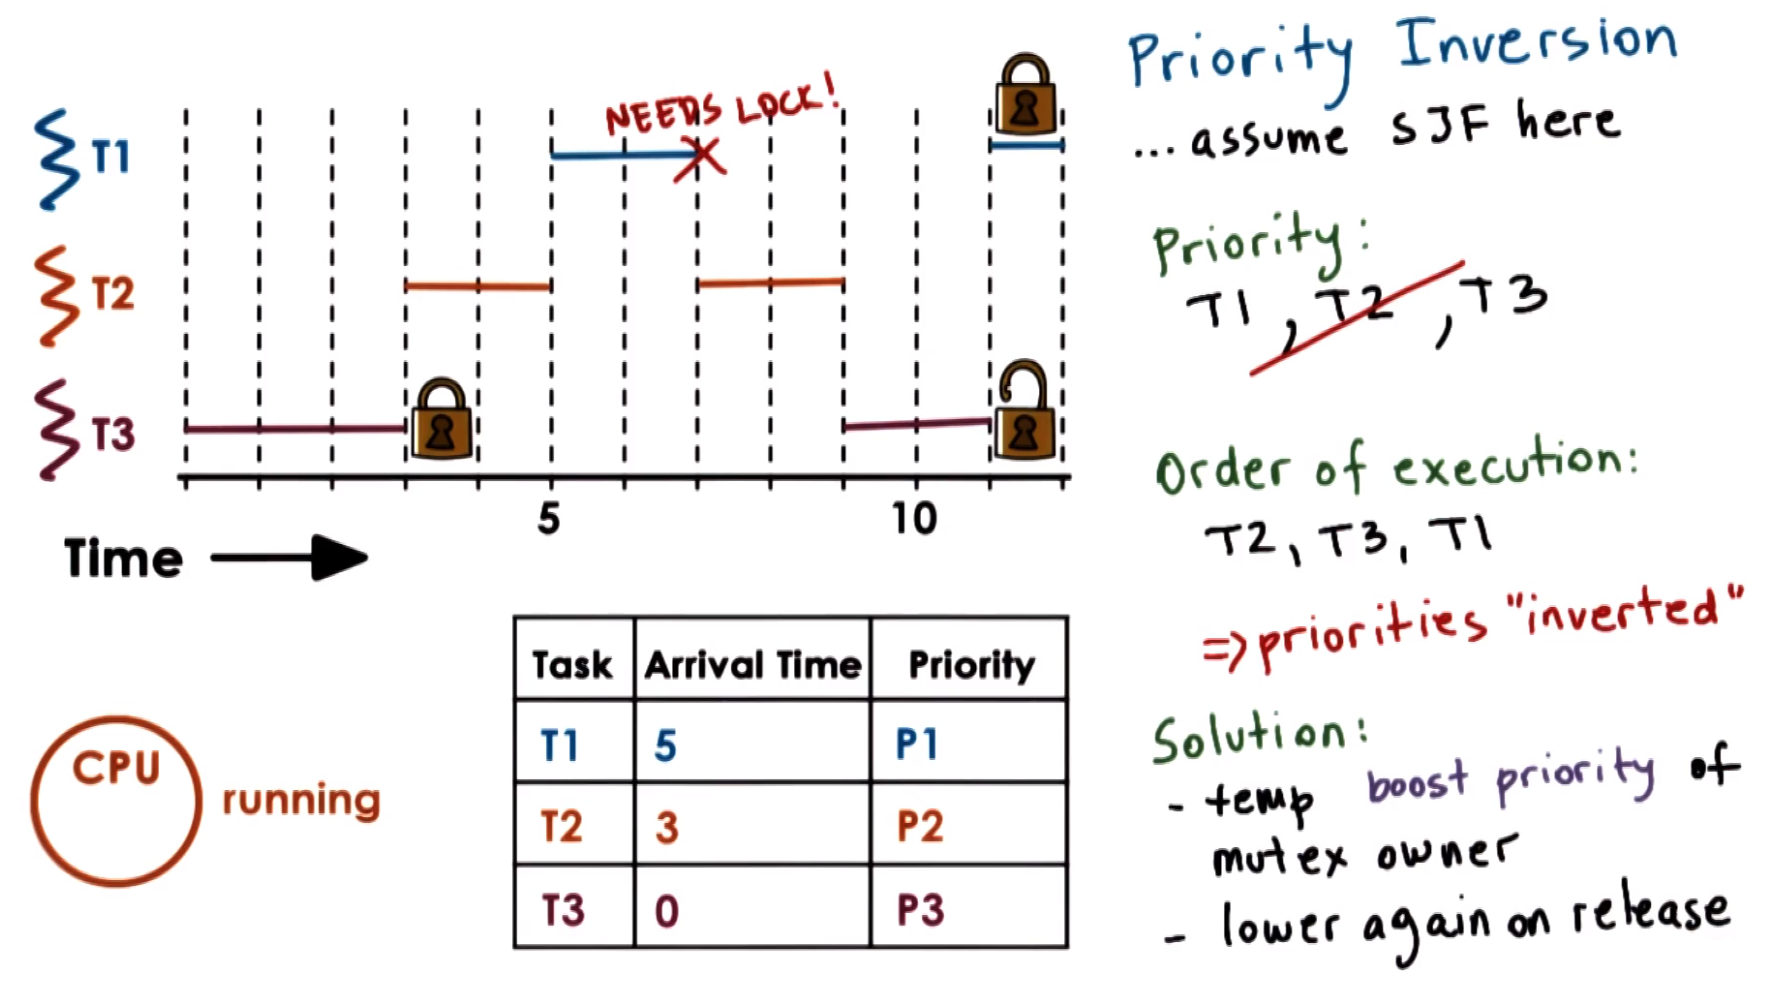 Priority Inversion
... assume SJF here
NEEDS LOCK!
T1
T2
T3
5 10
Time
Priority:
T1, T2, T3
Order of execution:
T2, T3, T1
=> priorities "inverted"
Solution:
- temp boost priority of
mutex owner
- lower again on release
CPU
running
Task Arrival Time Priority
T1 5 P1
T2 3 P2
T3 0 P3